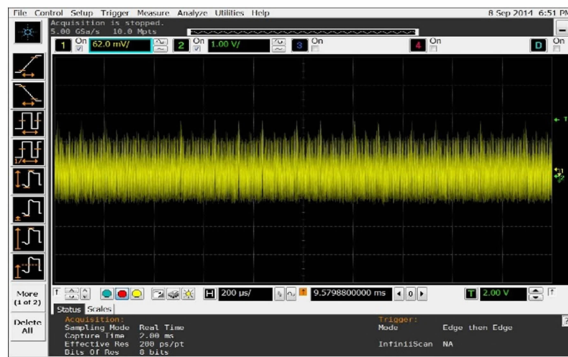 File Control Setup Trigger Measure Analyze Utilities Help 8 Sep 2014 6:51 PM
Acquisition is stopped.
5.00 GSa/s 10.0 Mpts
1 On 62.0 mV/ 2 On 1.00 V/ 3 On 4 On D On
T
More
(1 of 2)
Delete
All
H 200 µs/ 9.5798800000 ms 0 T 2.00 V
Status Scales
Acquisition: Trigger:
Sampling Mode Real Time Mode Edge then Edge
Capture Time 2.00 ms
Effective Res 200 ps/pt InfiniiScan NA
Bits Of Res 8 bits